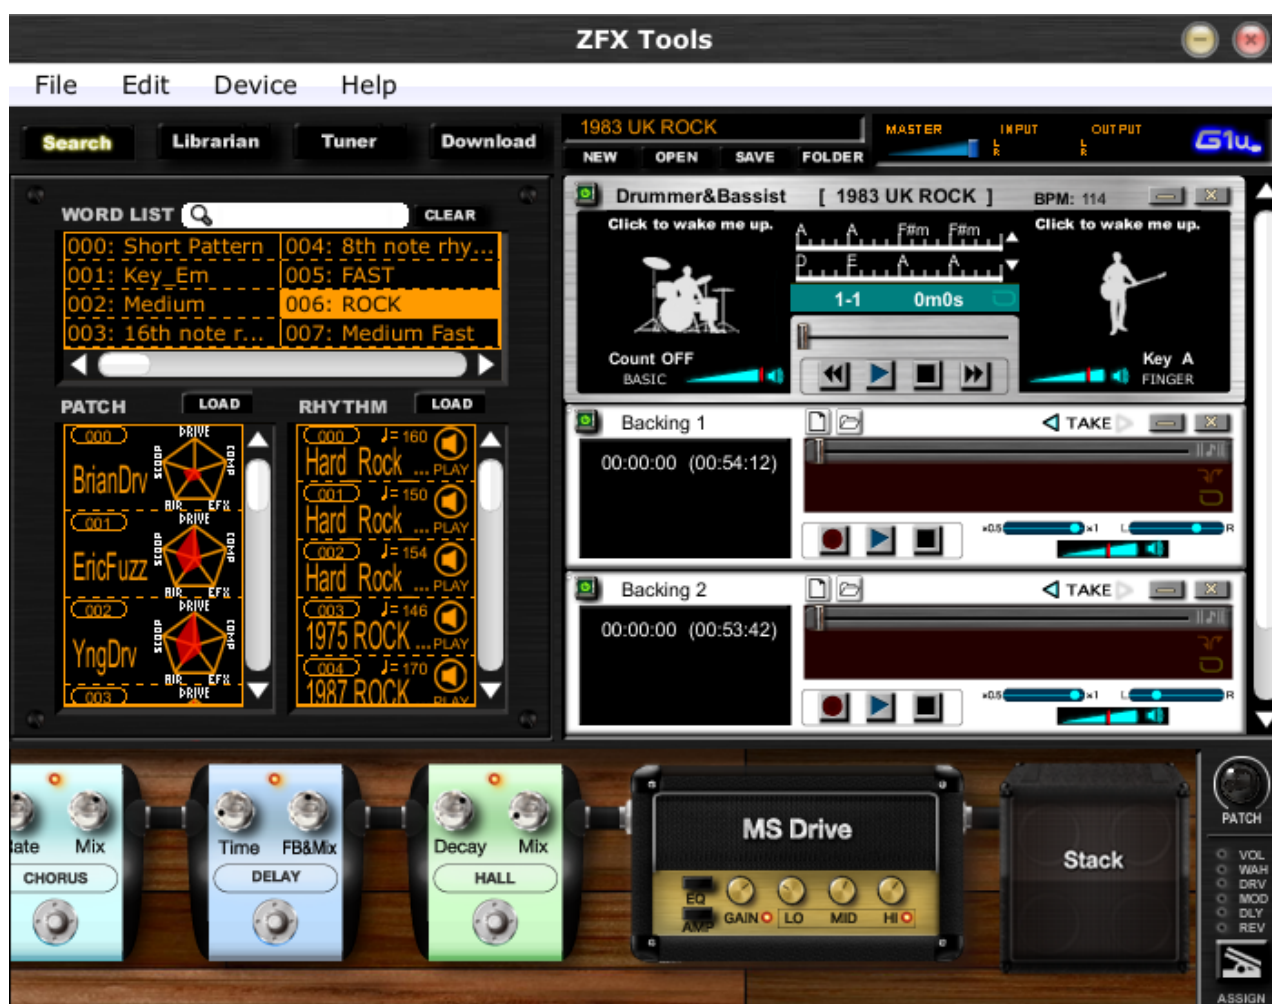 ZFX Tools
File Edit Device Help
Search Librarian Tuner Download
1983 UK ROCK
NEW OPEN SAVE FOLDER
MASTER INPUT OUTPUT
L L
R R
G1u
WORD LIST CLEAR
000: Short Pattern 004: 8th note rhy...
001: Key_Em 005: FAST
002: Medium 006: ROCK
003: 16th note r... 007: Medium Fast
PATCH LOAD
000
BrianDrv
DRIVE COMP EFX AIR SCOOP
001
EricFuzz
DRIVE COMP EFX AIR SCOOP
002
YngDrv
DRIVE COMP EFX AIR SCOOP
003
DRIVE
RHYTHM LOAD
000 ♩=160
Hard Rock ... PLAY
001 ♩=150
Hard Rock ... PLAY
002 ♩=154
Hard Rock ... PLAY
003 ♩=146
1975 ROCK ... PLAY
004 ♩=170
1987 ROCK PLAY
Drummer&Bassist [ 1983 UK ROCK ] BPM: 114
Click to wake me up.
A A F#m F#m
D E A A
1-1 0m0s
Count OFF
BASIC
Click to wake me up.
Key A
FINGER
Backing 1 TAKE
00:00:00 (00:54:12)
x0.5 x1 L R
Backing 2 TAKE
00:00:00 (00:53:42)
x0.5 x1 L R
ate Mix
CHORUS
Time FB&Mix
DELAY
Decay Mix
HALL
MS Drive
EQ
AMP
GAIN LO MID HI
Stack
PATCH
VOL
WAH
DRV
MOD
DLY
REV
ASSIGN